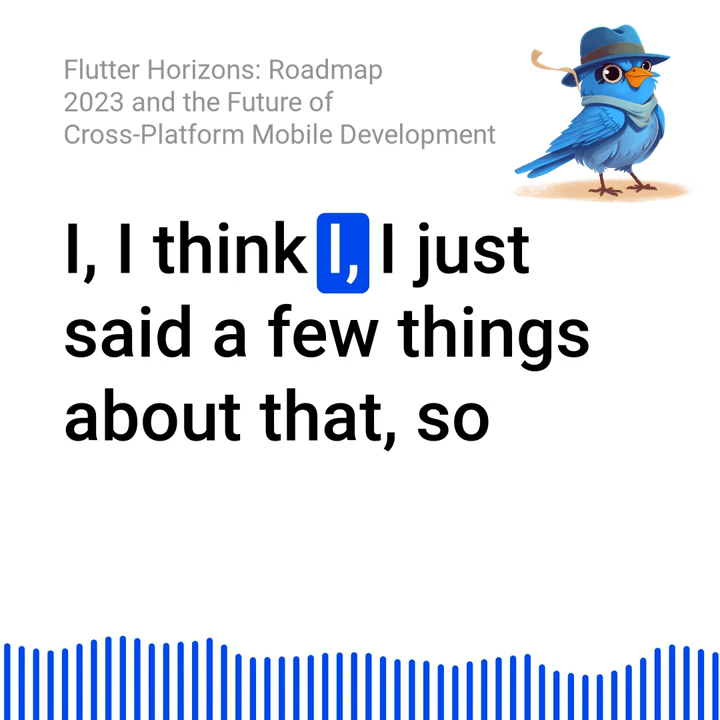 Flutter Horizons: Roadmap
2023 and the Future of
Cross-Platform Mobile Development
I, I think I, I just
said a few things
about that, so